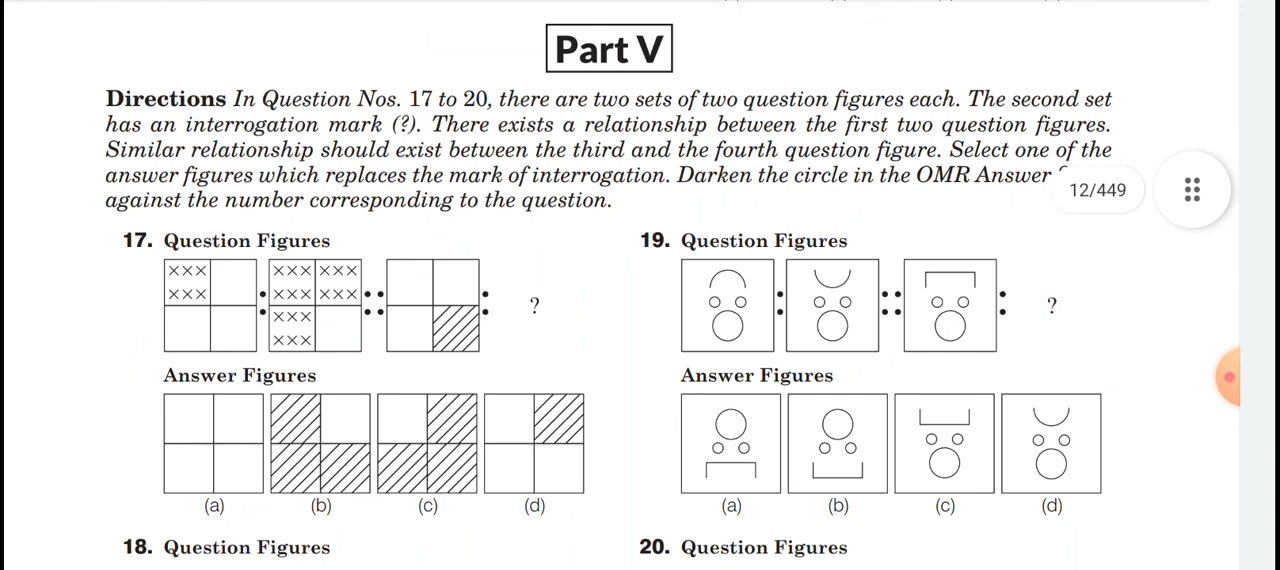 Part V
Directions In Question Nos. 17 to 20, there are two sets of two question figures each. The second set
has an interrogation mark (?). There exists a relationship between the first two question figures.
Similar relationship should exist between the third and the fourth question figure. Select one of the
answer figures which replaces the mark of interrogation. Darken the circle in the OMR Answer
against the number corresponding to the question.
12/449
17. Question Figures
×××
×××
××× ×××
××× ×××
×××
×××
?
Answer Figures
(a) (b) (c) (d)
18. Question Figures
19. Question Figures
?
Answer Figures
(a) (b) (c) (d)
20. Question Figures